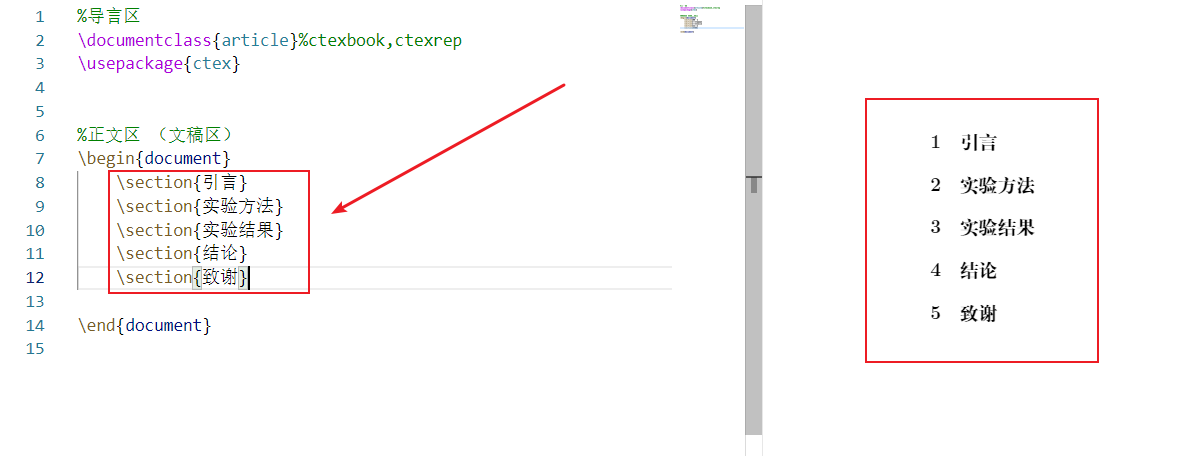 1 %导言区
2 \documentclass{article}%ctexbook,ctexrep
3 \usepackage{ctex}
4
5
6 %正文区 （文稿区）
7 \begin{document}
8 \section{引言}
9 \section{实验方法}
10 \section{实验结果}
11 \section{结论}
12 \section{致谢}
13
14 \end{document}
15
1 引言
2 实验方法
3 实验结果
4 结论
5 致谢